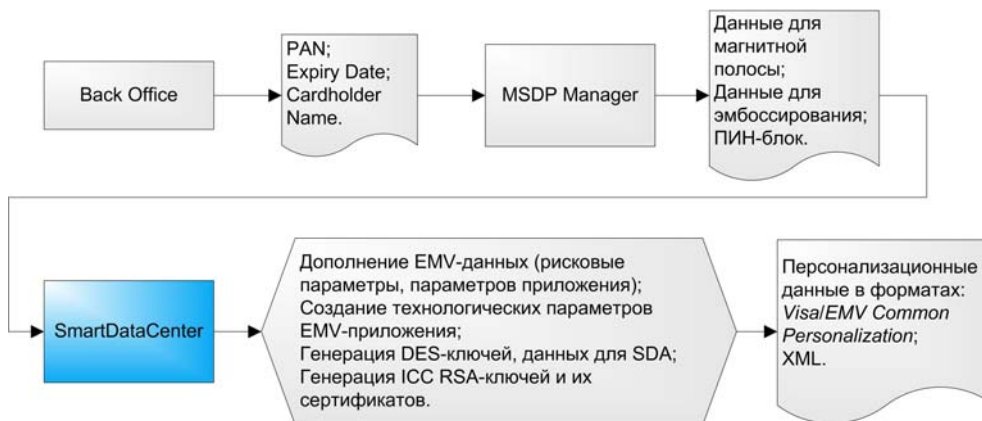 Back Office
PAN;
Expiry Date;
Cardholder
Name.
MSDP Manager
Данные для
магнитной
полосы;
Данные для
эмбоссирования;
ПИН-блок.
SmartDataCenter
Дополнение EMV-данных (рисковые
параметры, параметров приложения);
Создание технологических параметров
EMV-приложения;
Генерация DES-ключей, данных для SDA;
Генерация ICC RSA-ключей и их
сертификатов.
Персонализационные
данные в форматах:
Visa/EMV Common
Personalization;
XML.